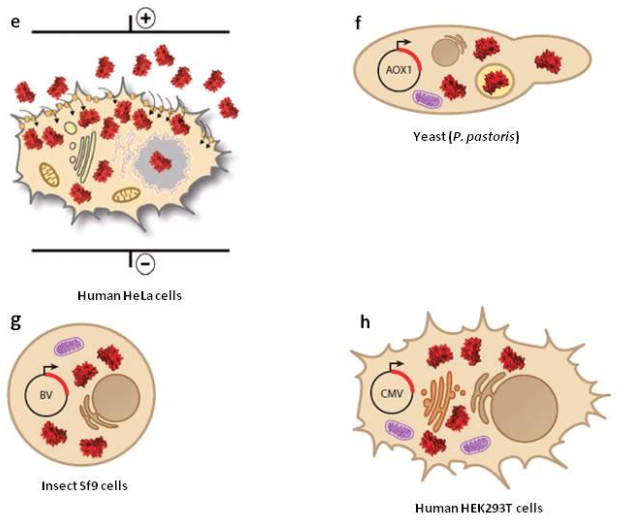 e
+
−
Human HeLa cells
f
AOX1
Yeast (P. pastoris)
g
BV
Insect Sf9 cells
h
CMV
Human HEK293T cells